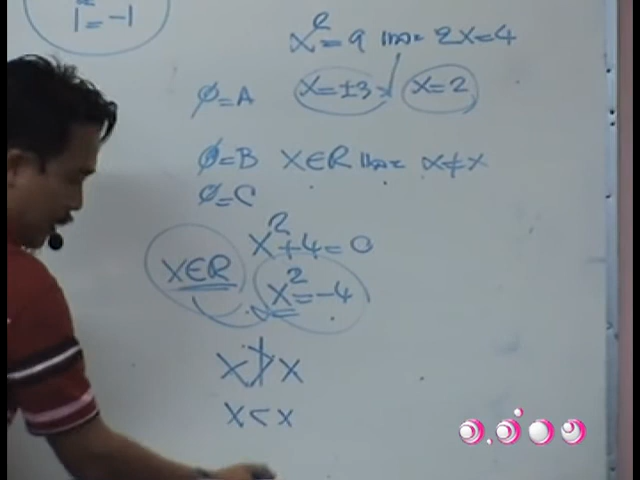 1 = -1
x² = 9 และ 2x = 4
∅ = A x = ±3 x = 2
∅ = B x ∈ R และ x ≠ x
∅ = C
x² + 4 = 0
x ∈ R x² = -4
x ≯ x
x < x